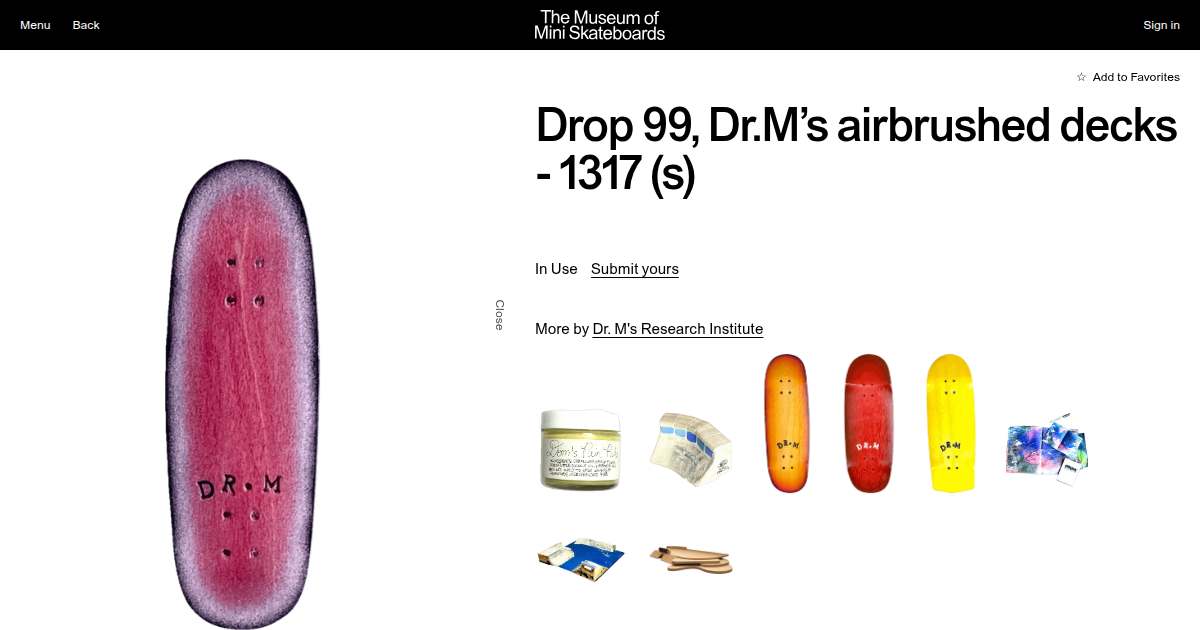 Menu
Back
The Museum of
Mini Skateboards
Sign in
☆ Add to Favorites
Drop 99, Dr.M’s airbrushed decks
- 1317 (s)
In Use
Submit yours
Close
More by Dr. M's Research Institute
DR•M
DR•M
DR•M
DR•M